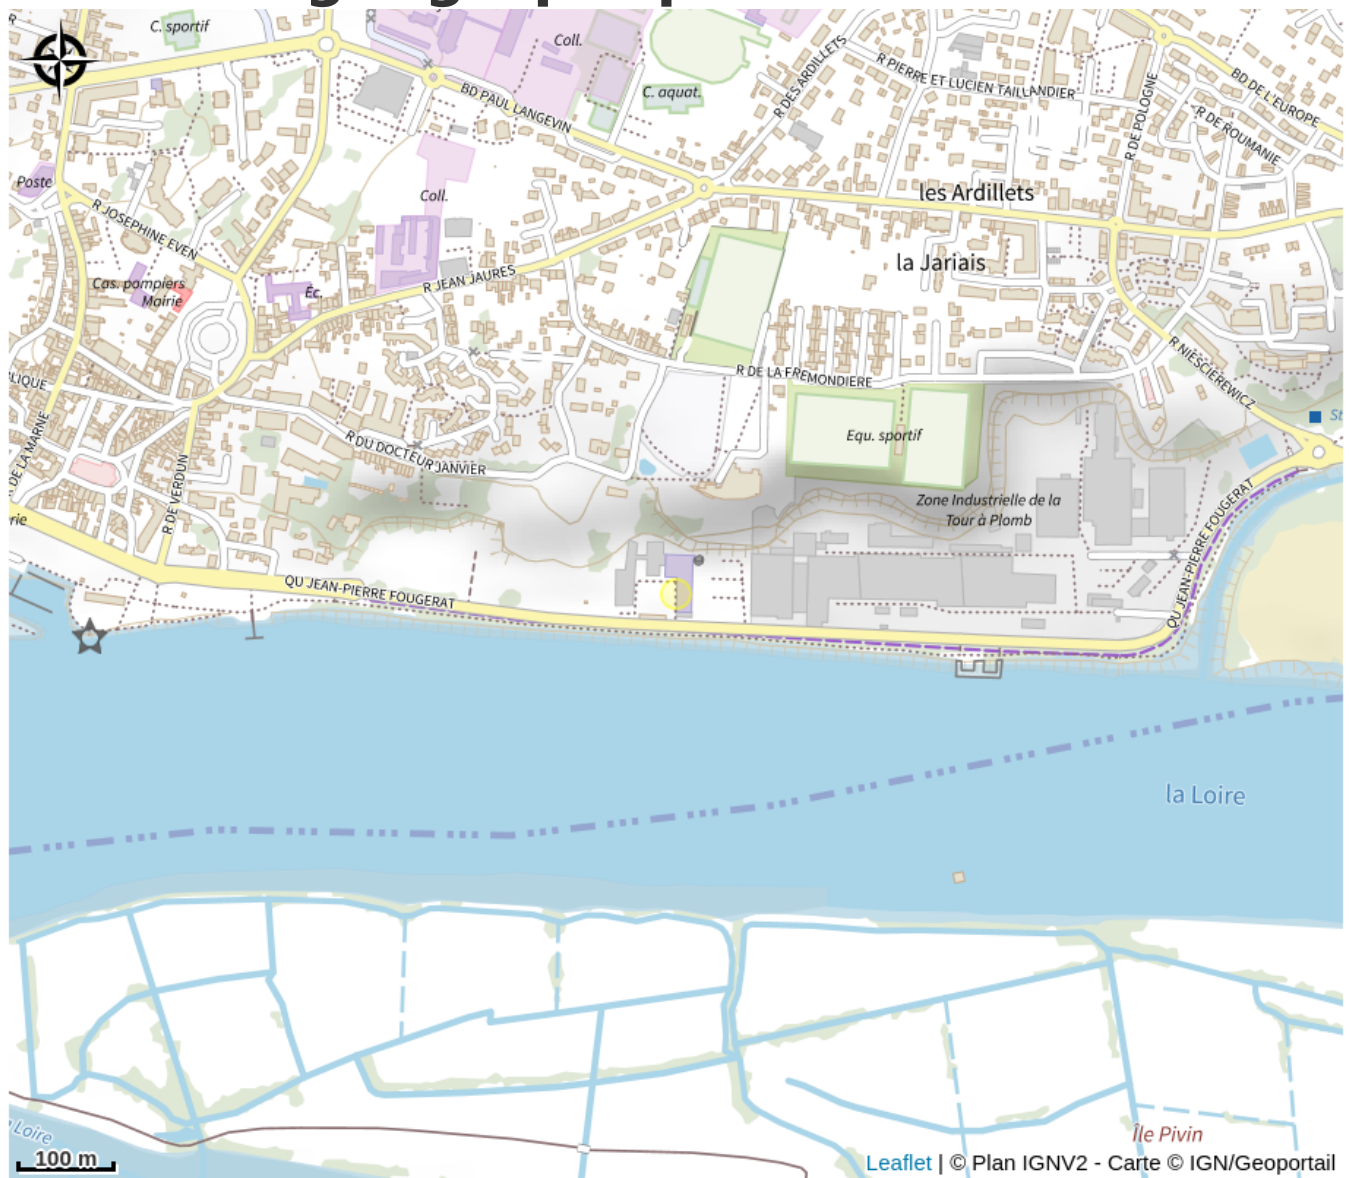 C. sportif
Coll.
C. aquat.
BD PAUL LANGEVIN
R DES ARDILLETS
R PIERRE ET LUCIEN TAILLANDIER
BD DE L'EUROPE
R DE POLOGNE
R DE ROUMANIE
Poste
Coll.
les Ardillets
R JOSEPHINE EVEN
la Jariais
Cas. pompiers
Mairie
Éc.
R JEAN JAURES
R NIESCIEREWICZ
R DE LA FREMONDIERE
BLIQUE
R DE LA MARNE
St
Equ. sportif
R DU DOCTEUR JANVIER
R DE VERDUN
Zone Industrielle de la
Tour à Plomb
rie
QU JEAN-PIERRE FOUGERAT
QU JEAN-PIERRE FOUGERAT
la Loire
Loire
Île Pivin
100 m
Leaflet | © Plan IGNV2 - Carte © IGN/Geoportail